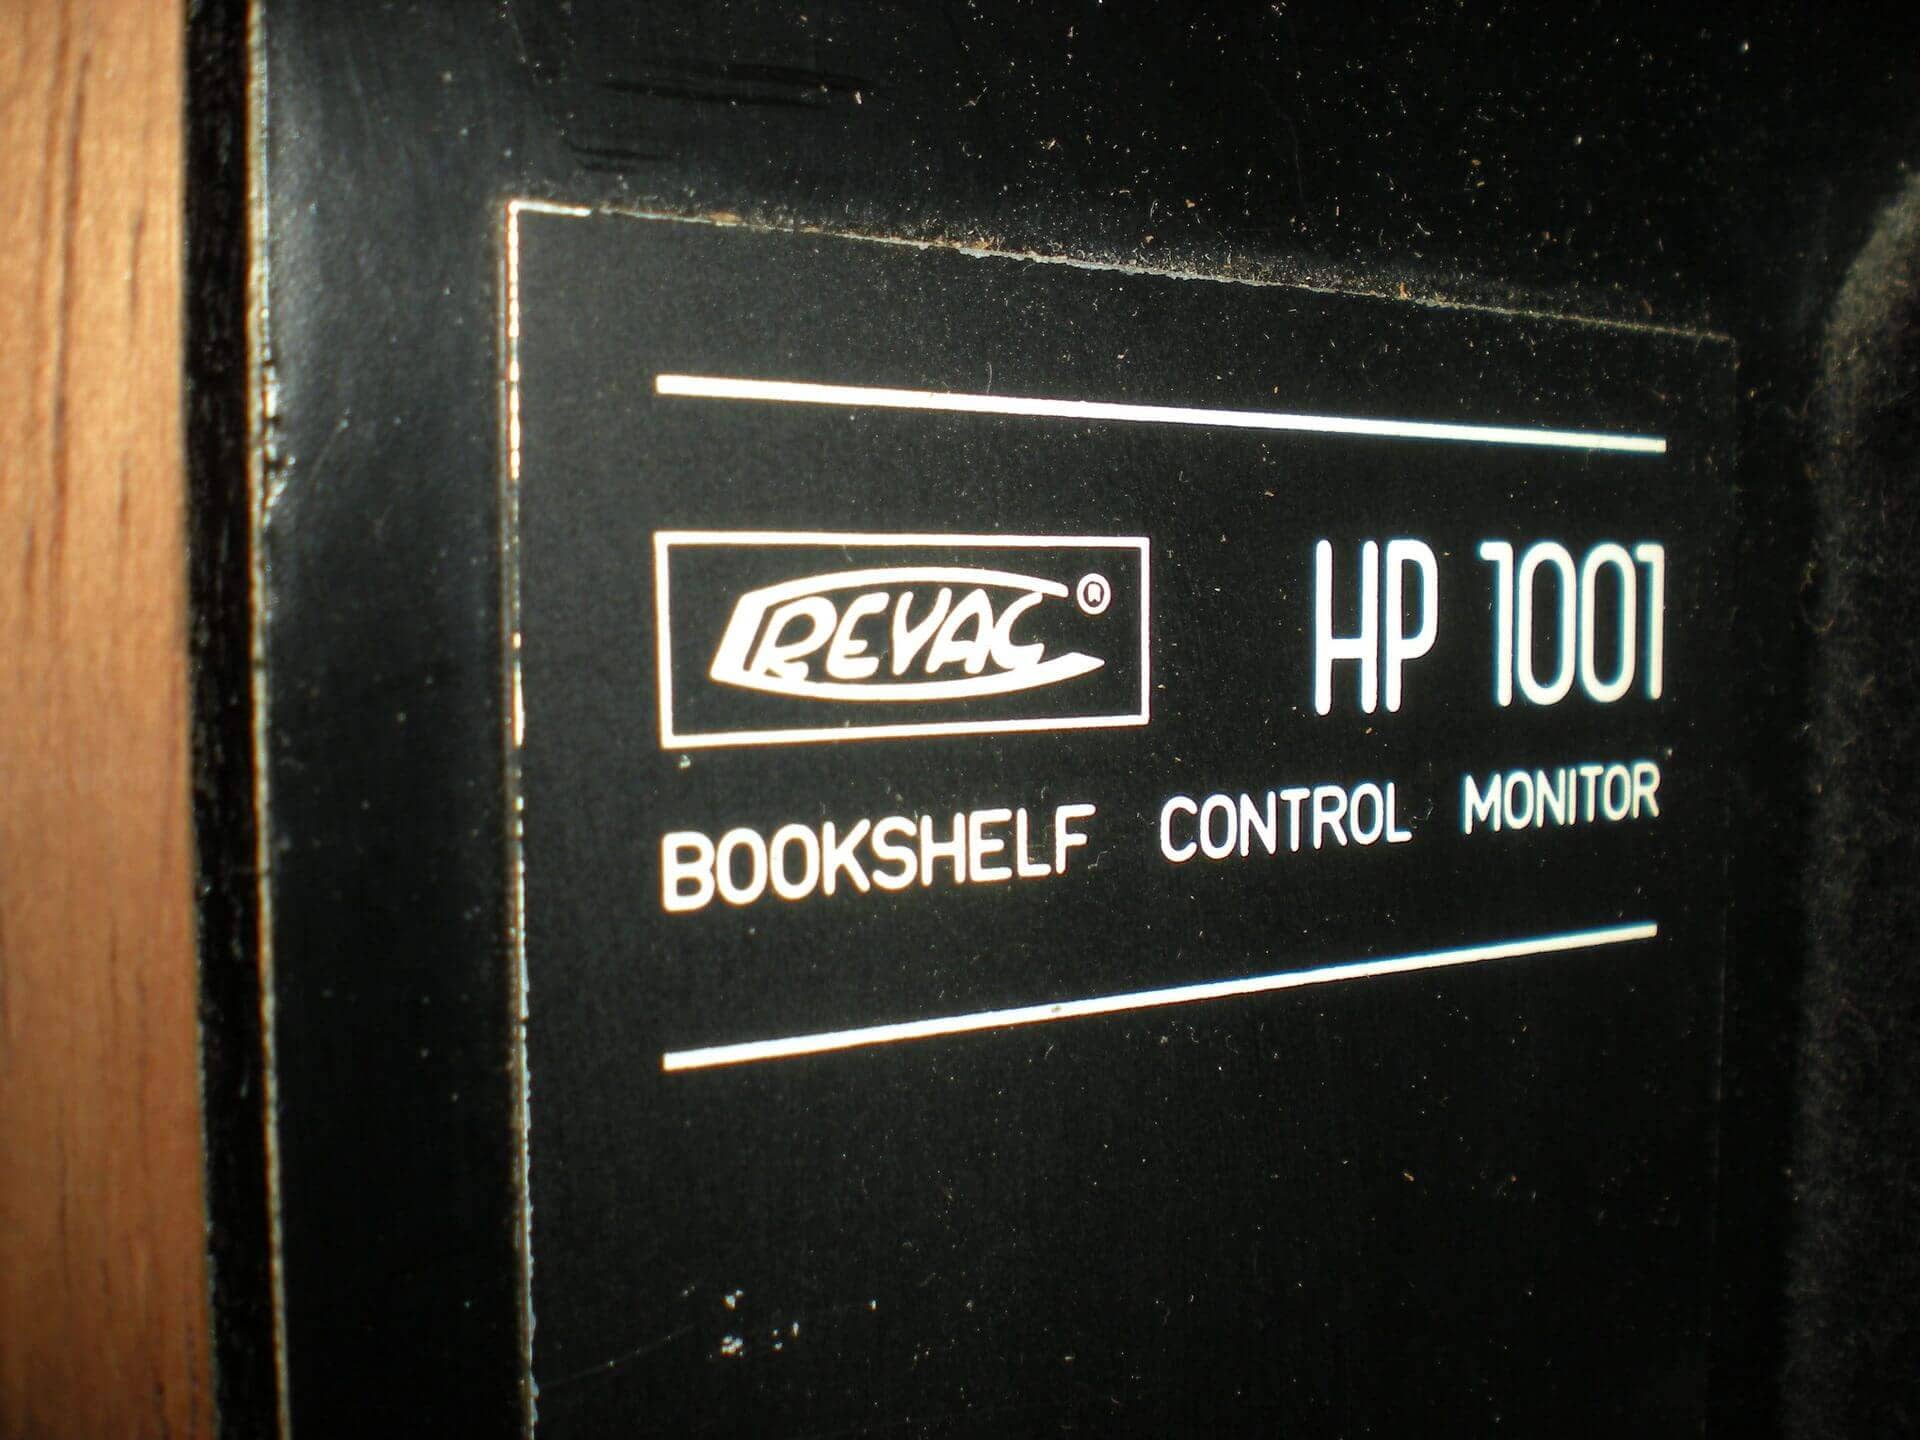 REVAC® HP 1001
BOOKSHELF CONTROL MONITOR